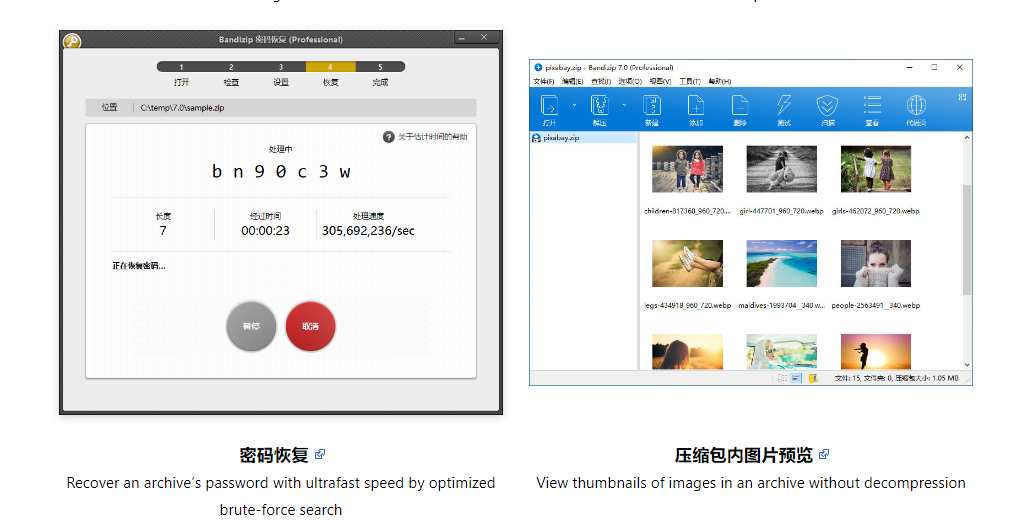 Bandizip 密码恢复 (Professional)
1 2 3 4 5
打开 检查 设置 恢复 完成
位置 C:\temp\7.0\sample.zip
? 关于估计时间的帮助
处理中
bn90c3w
长度 经过时间 处理速度
7 00:00:23 305,692,236/sec
正在恢复密码...
暂停 取消
密码恢复
Recover an archive's password with ultrafast speed by optimized
brute-force search
pixabay.zip - Bandizip 7.0 (Professional)
文件(F) 编辑(E) 查找(I) 选项(O) 视图(V) 工具(T) 帮助(H)
打开 解压 新建 添加 删除 测试 扫描 查看 代码页
pixabay.zip
children-817368_960_720.... girl-447701_960_720.webp girls-462072_960_720.webp
legs-434918_960_720.webp maldives-1993704__340.w... people-2563491__340.webp
文件: 15, 文件夹: 0, 压缩包大小: 1.05 MB
压缩包内图片预览
View thumbnails of images in an archive without decompression